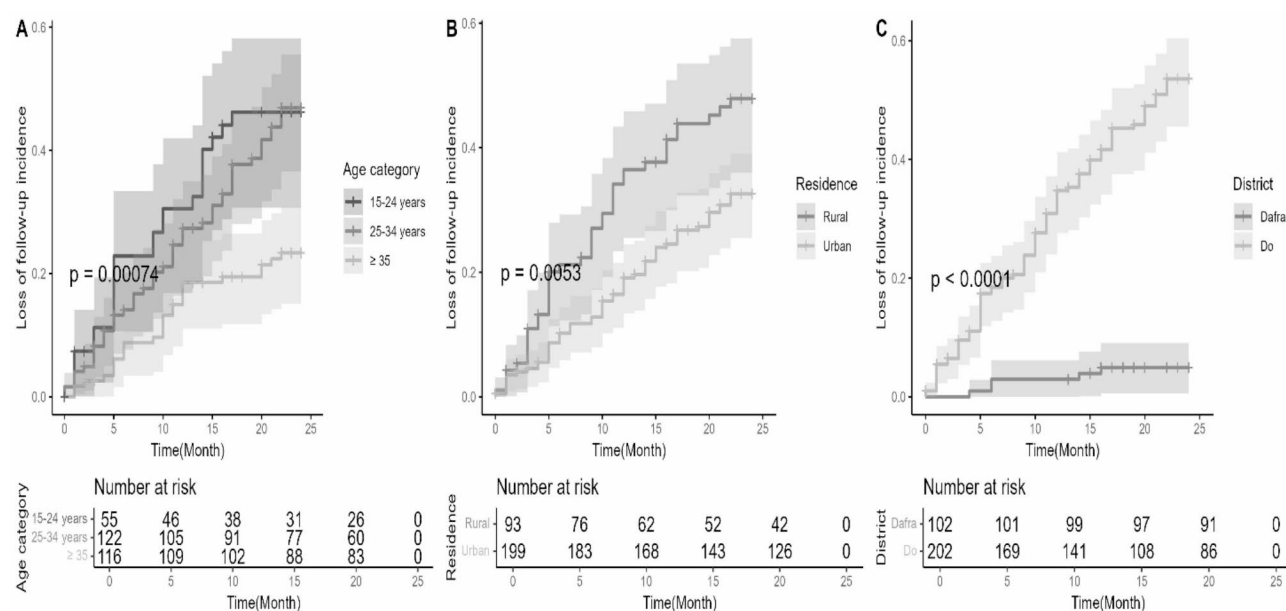 A
Loss of follow-up incidence
0.6
0.4
0.2
0.0
p = 0.00074
0 5 10 15 20 25
Time(Month)
Age category
15-24 years
25-34 years
≥ 35
B
Loss of follow-up incidence
0.6
0.4
0.2
0.0
p = 0.0053
0 5 10 15 20 25
Time(Month)
Residence
Rural
Urban
C
Loss of follow-up incidence
0.6
0.4
0.2
0.0
p < 0.0001
0 5 10 15 20 25
Time(Month)
District
Dafra
Do
Number at risk
Age category
15-24 years 55 46 38 31 26 0
25-34 years 122 105 91 77 60 0
≥ 35 116 109 102 88 83 0
0 5 10 15 20 25
Time(Month)
Number at risk
Residence
Rural 93 76 62 52 42 0
Urban 199 183 168 143 126 0
0 5 10 15 20 25
Time(Month)
Number at risk
District
Dafra 102 101 99 97 91 0
Do 202 169 141 108 86 0
0 5 10 15 20 25
Time(Month)